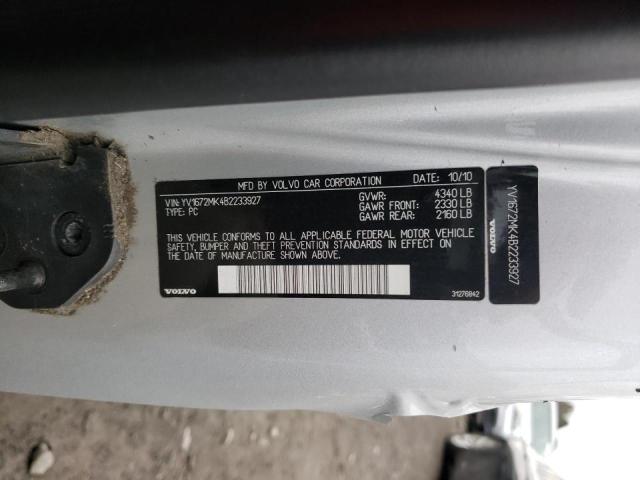 MFD BY VOLVO CAR CORPORATION DATE: 10/10
VIN: YV1672MK4B2233927
TYPE: PC
GVWR: 4340 LB
GAWR FRONT: 2330 LB
GAWR REAR: 2160 LB
THIS VEHICLE CONFORMS TO ALL APPLICABLE FEDERAL MOTOR VEHICLE
SAFETY, BUMPER AND THEFT PREVENTION STANDARDS IN EFFECT ON
THE DATE OF MANUFACTURE SHOWN ABOVE.
VOLVO
31276842
YV1672MK4B2233927
VOLVO